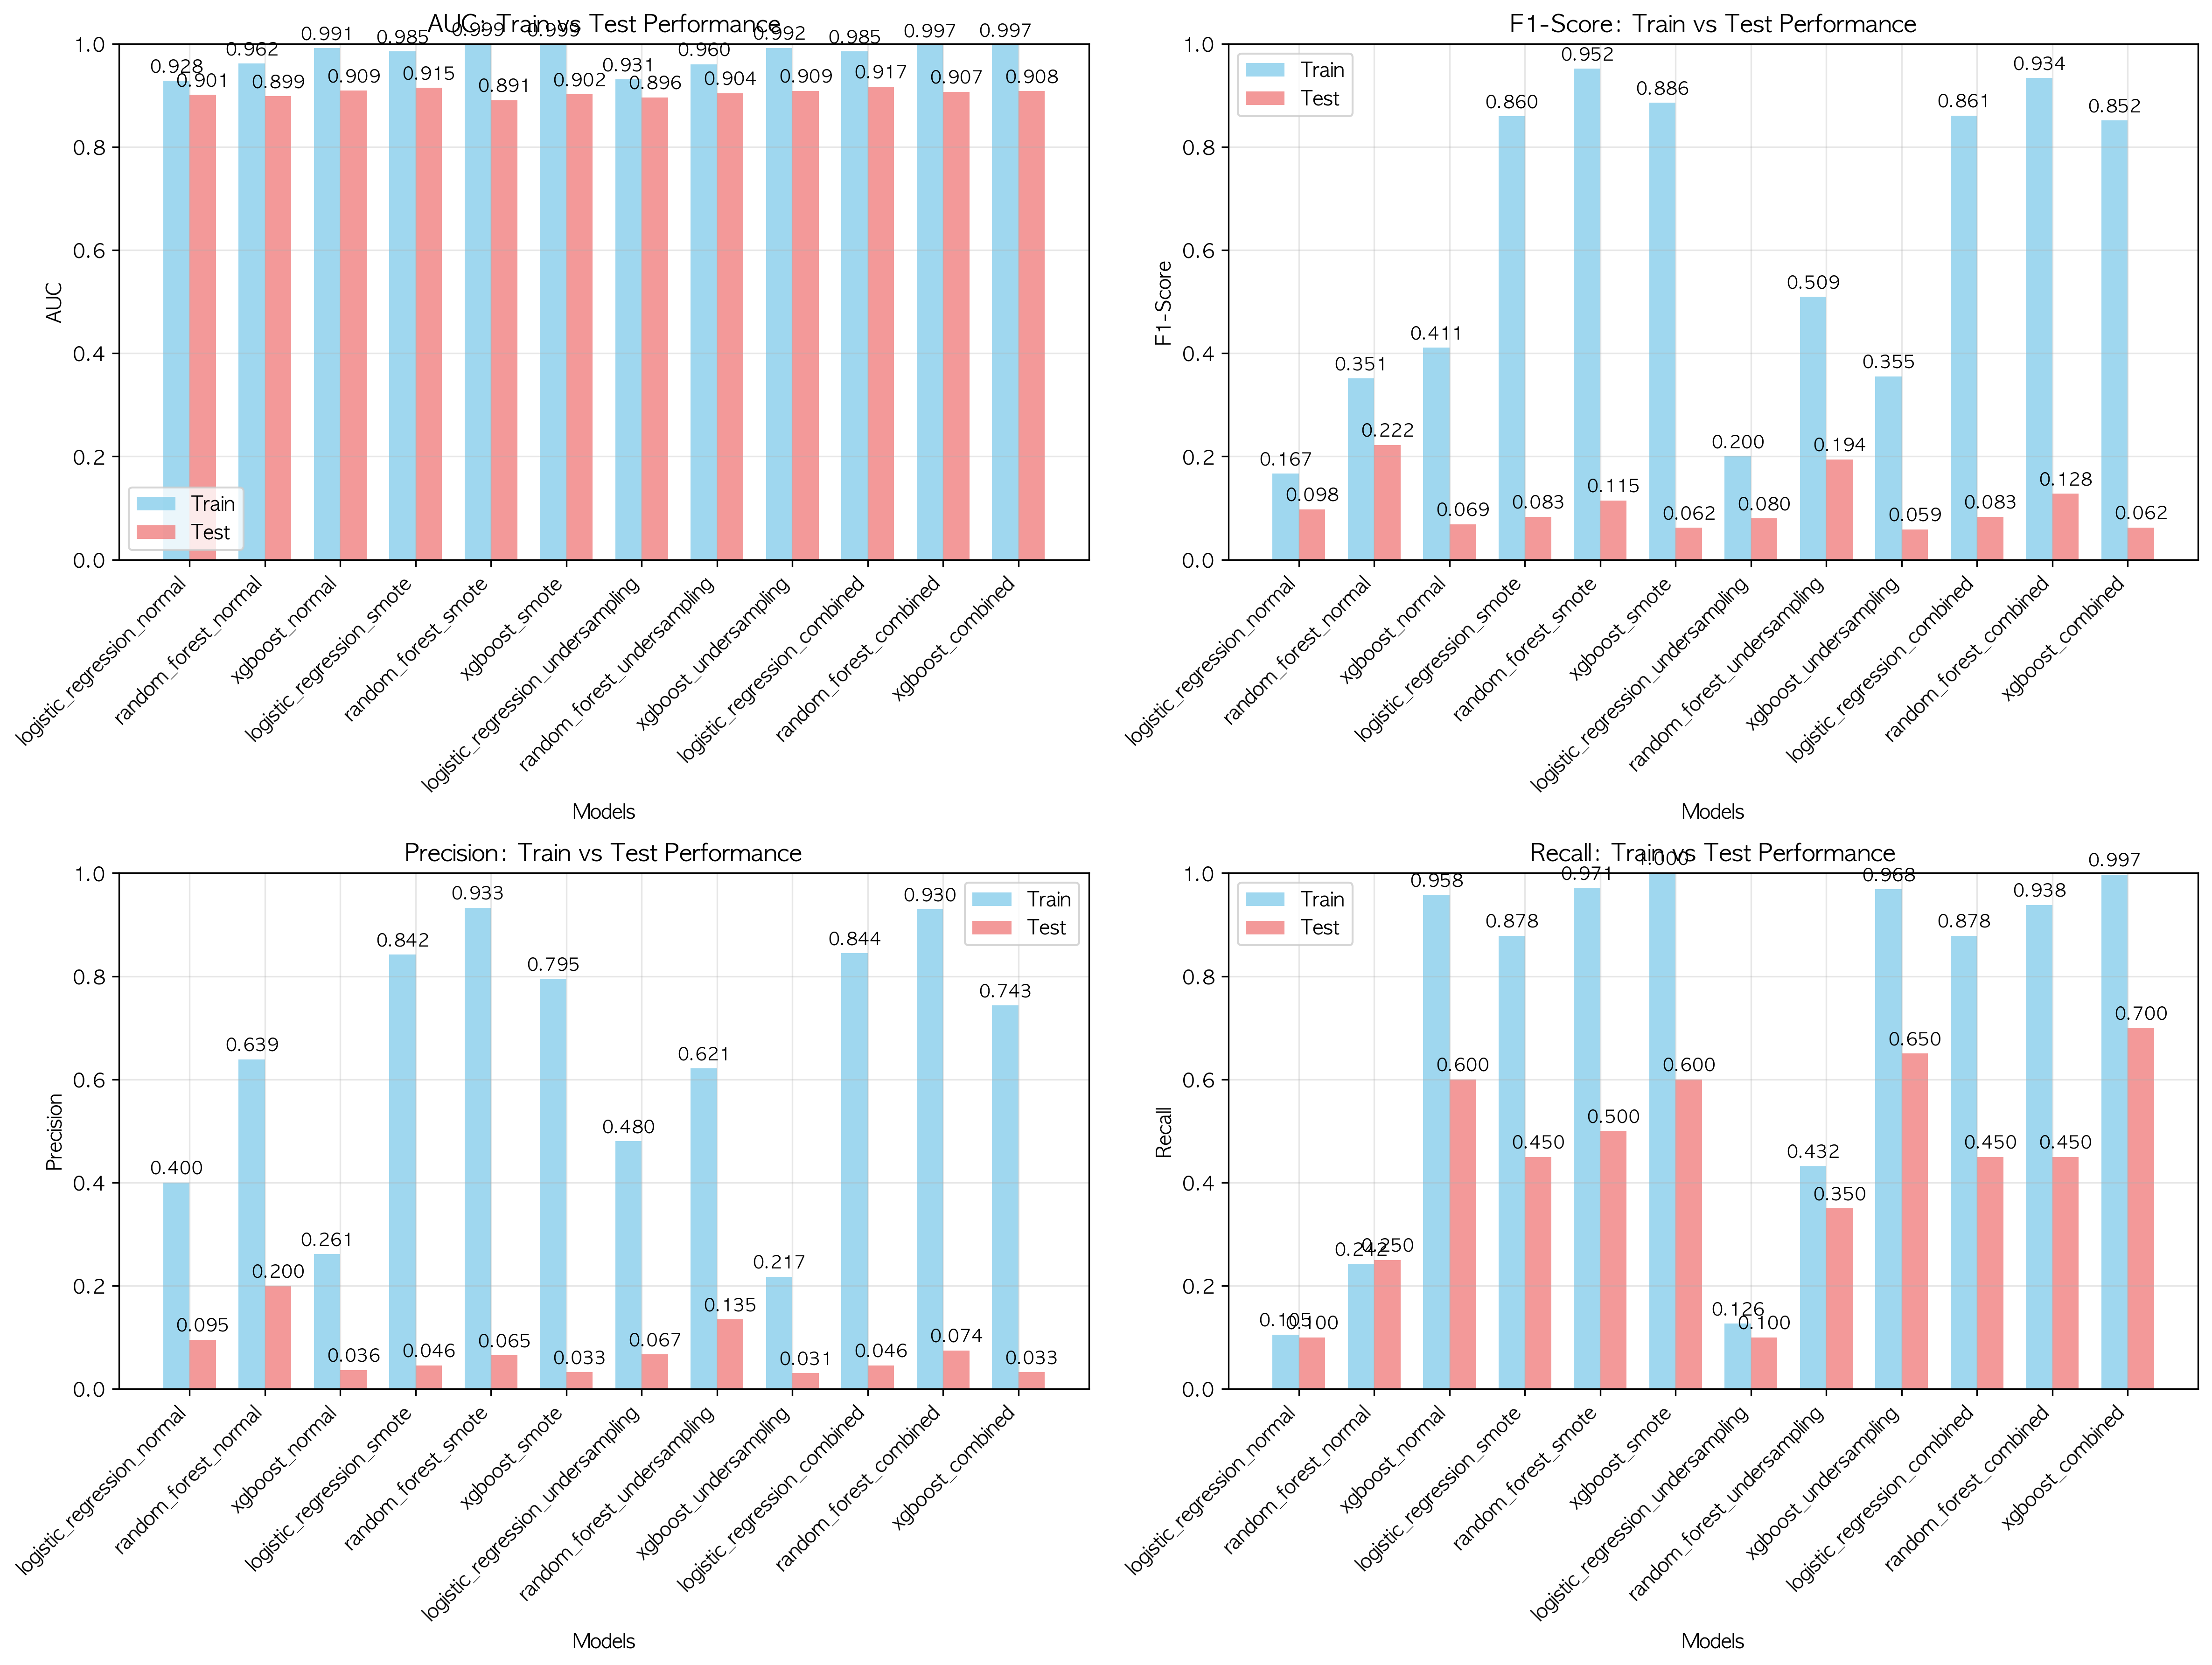 AUC: Train vs Test Performance
0.928
0.901
0.962
0.899
0.991
0.909
0.985
0.915
0.999
0.891
0.999
0.902
0.931
0.896
0.960
0.904
0.992
0.909
0.985
0.917
0.997
0.907
0.997
0.908
1.0
0.8
0.6
0.4
0.2
0.0
AUC
Train
Test
logistic_regression_normal
random_forest_normal
xgboost_normal
logistic_regression_smote
random_forest_smote
xgboost_smote
logistic_regression_undersampling
random_forest_undersampling
xgboost_undersampling
logistic_regression_combined
random_forest_combined
xgboost_combined
Models
F1-Score: Train vs Test Performance
Train
Test
0.167
0.098
0.351
0.222
0.411
0.069
0.860
0.083
0.952
0.115
0.886
0.062
0.200
0.080
0.509
0.194
0.355
0.059
0.861
0.083
0.934
0.128
0.852
0.062
1.0
0.8
0.6
0.4
0.2
0.0
F1-Score
logistic_regression_normal
random_forest_normal
xgboost_normal
logistic_regression_smote
random_forest_smote
xgboost_smote
logistic_regression_undersampling
random_forest_undersampling
xgboost_undersampling
logistic_regression_combined
random_forest_combined
xgboost_combined
Models
Precision: Train vs Test Performance
Train
Test
0.400
0.095
0.639
0.200
0.261
0.036
0.842
0.046
0.933
0.065
0.795
0.033
0.480
0.067
0.621
0.135
0.217
0.031
0.844
0.046
0.930
0.074
0.743
0.033
1.0
0.8
0.6
0.4
0.2
0.0
Precision
logistic_regression_normal
random_forest_normal
xgboost_normal
logistic_regression_smote
random_forest_smote
xgboost_smote
logistic_regression_undersampling
random_forest_undersampling
xgboost_undersampling
logistic_regression_combined
random_forest_combined
xgboost_combined
Models
Recall: Train vs Test Performance
Train
Test
0.105
0.100
0.242
0.250
0.958
0.600
0.878
0.450
0.971
0.500
1.000
0.600
0.126
0.100
0.432
0.350
0.968
0.650
0.878
0.450
0.938
0.450
0.997
0.700
1.0
0.8
0.6
0.4
0.2
0.0
Recall
logistic_regression_normal
random_forest_normal
xgboost_normal
logistic_regression_smote
random_forest_smote
xgboost_smote
logistic_regression_undersampling
random_forest_undersampling
xgboost_undersampling
logistic_regression_combined
random_forest_combined
xgboost_combined
Models